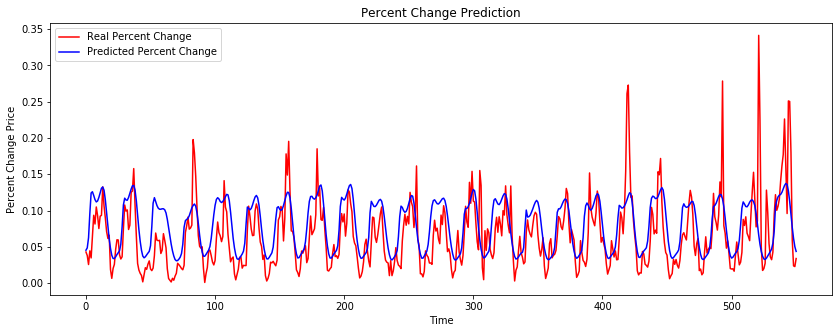 Percent Change Prediction
Real Percent Change
Predicted Percent Change
0.35
0.30
0.25
0.20
0.15
0.10
0.05
0.00
Percent Change Price
0 100 200 300 400 500
Time